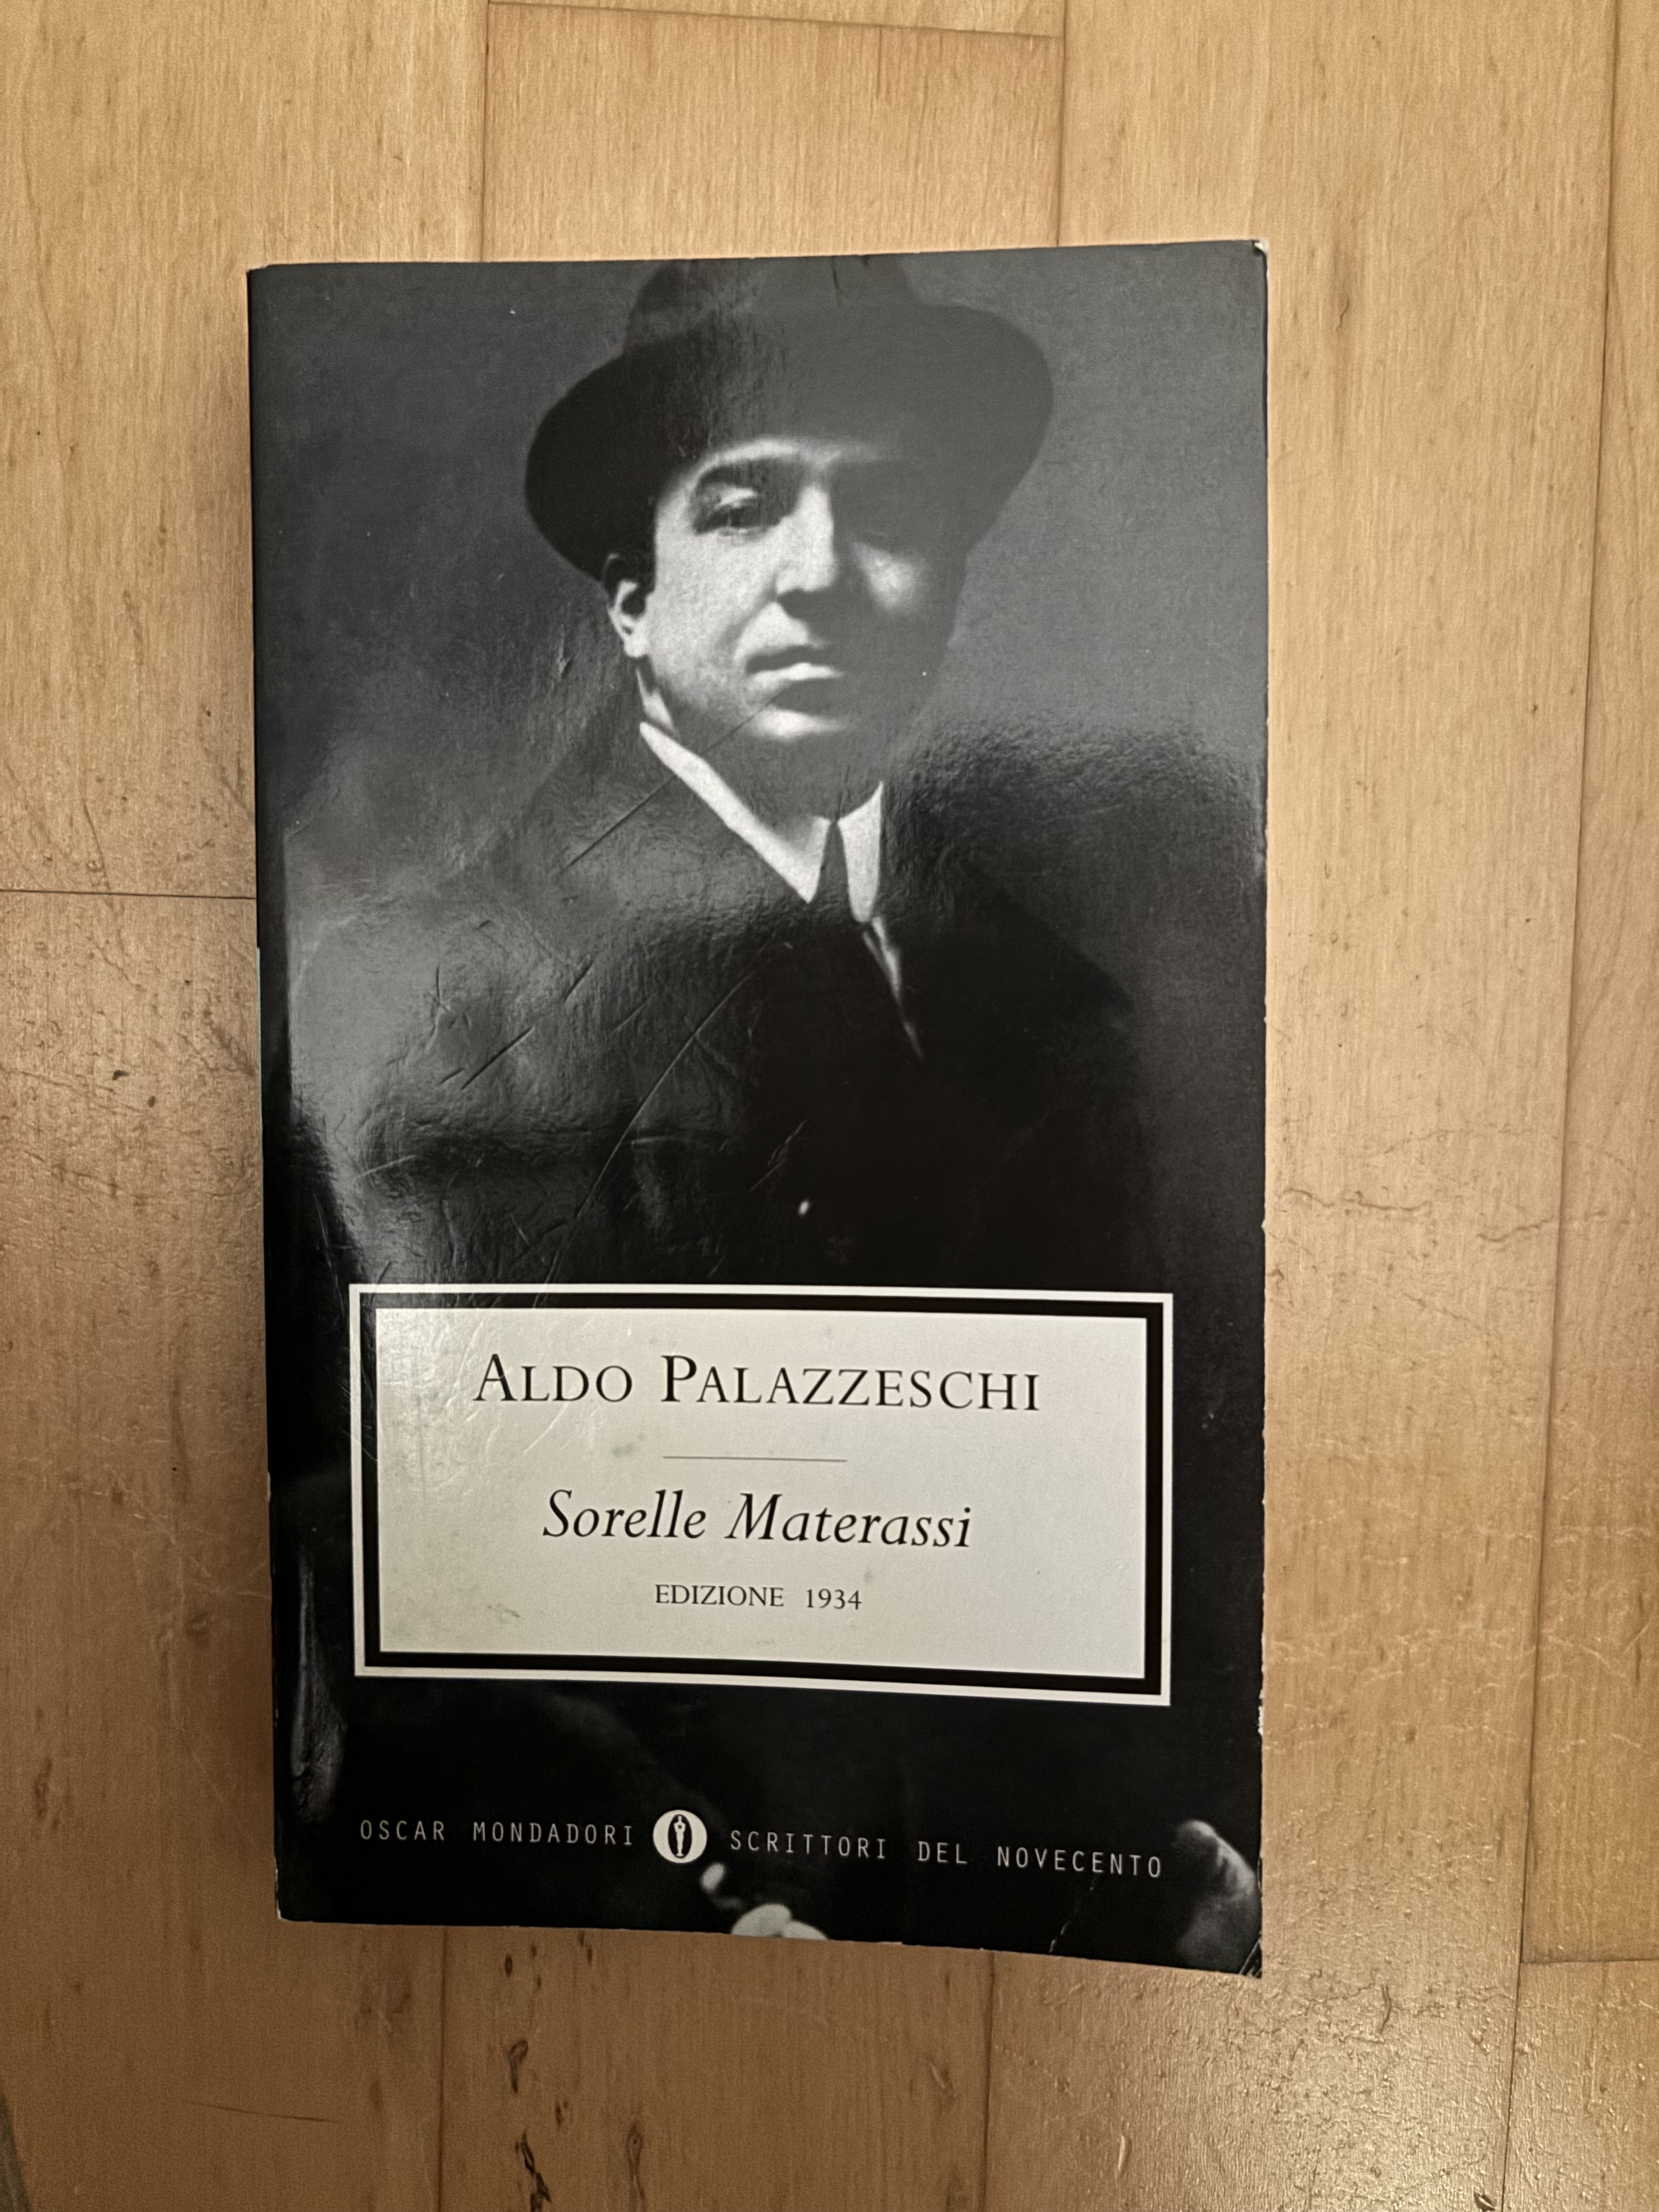 ALDO PALAZZESCHI
Sorelle Materassi
EDIZIONE 1934
OSCAR MONDADORI SCRITTORI DEL NOVECENTO